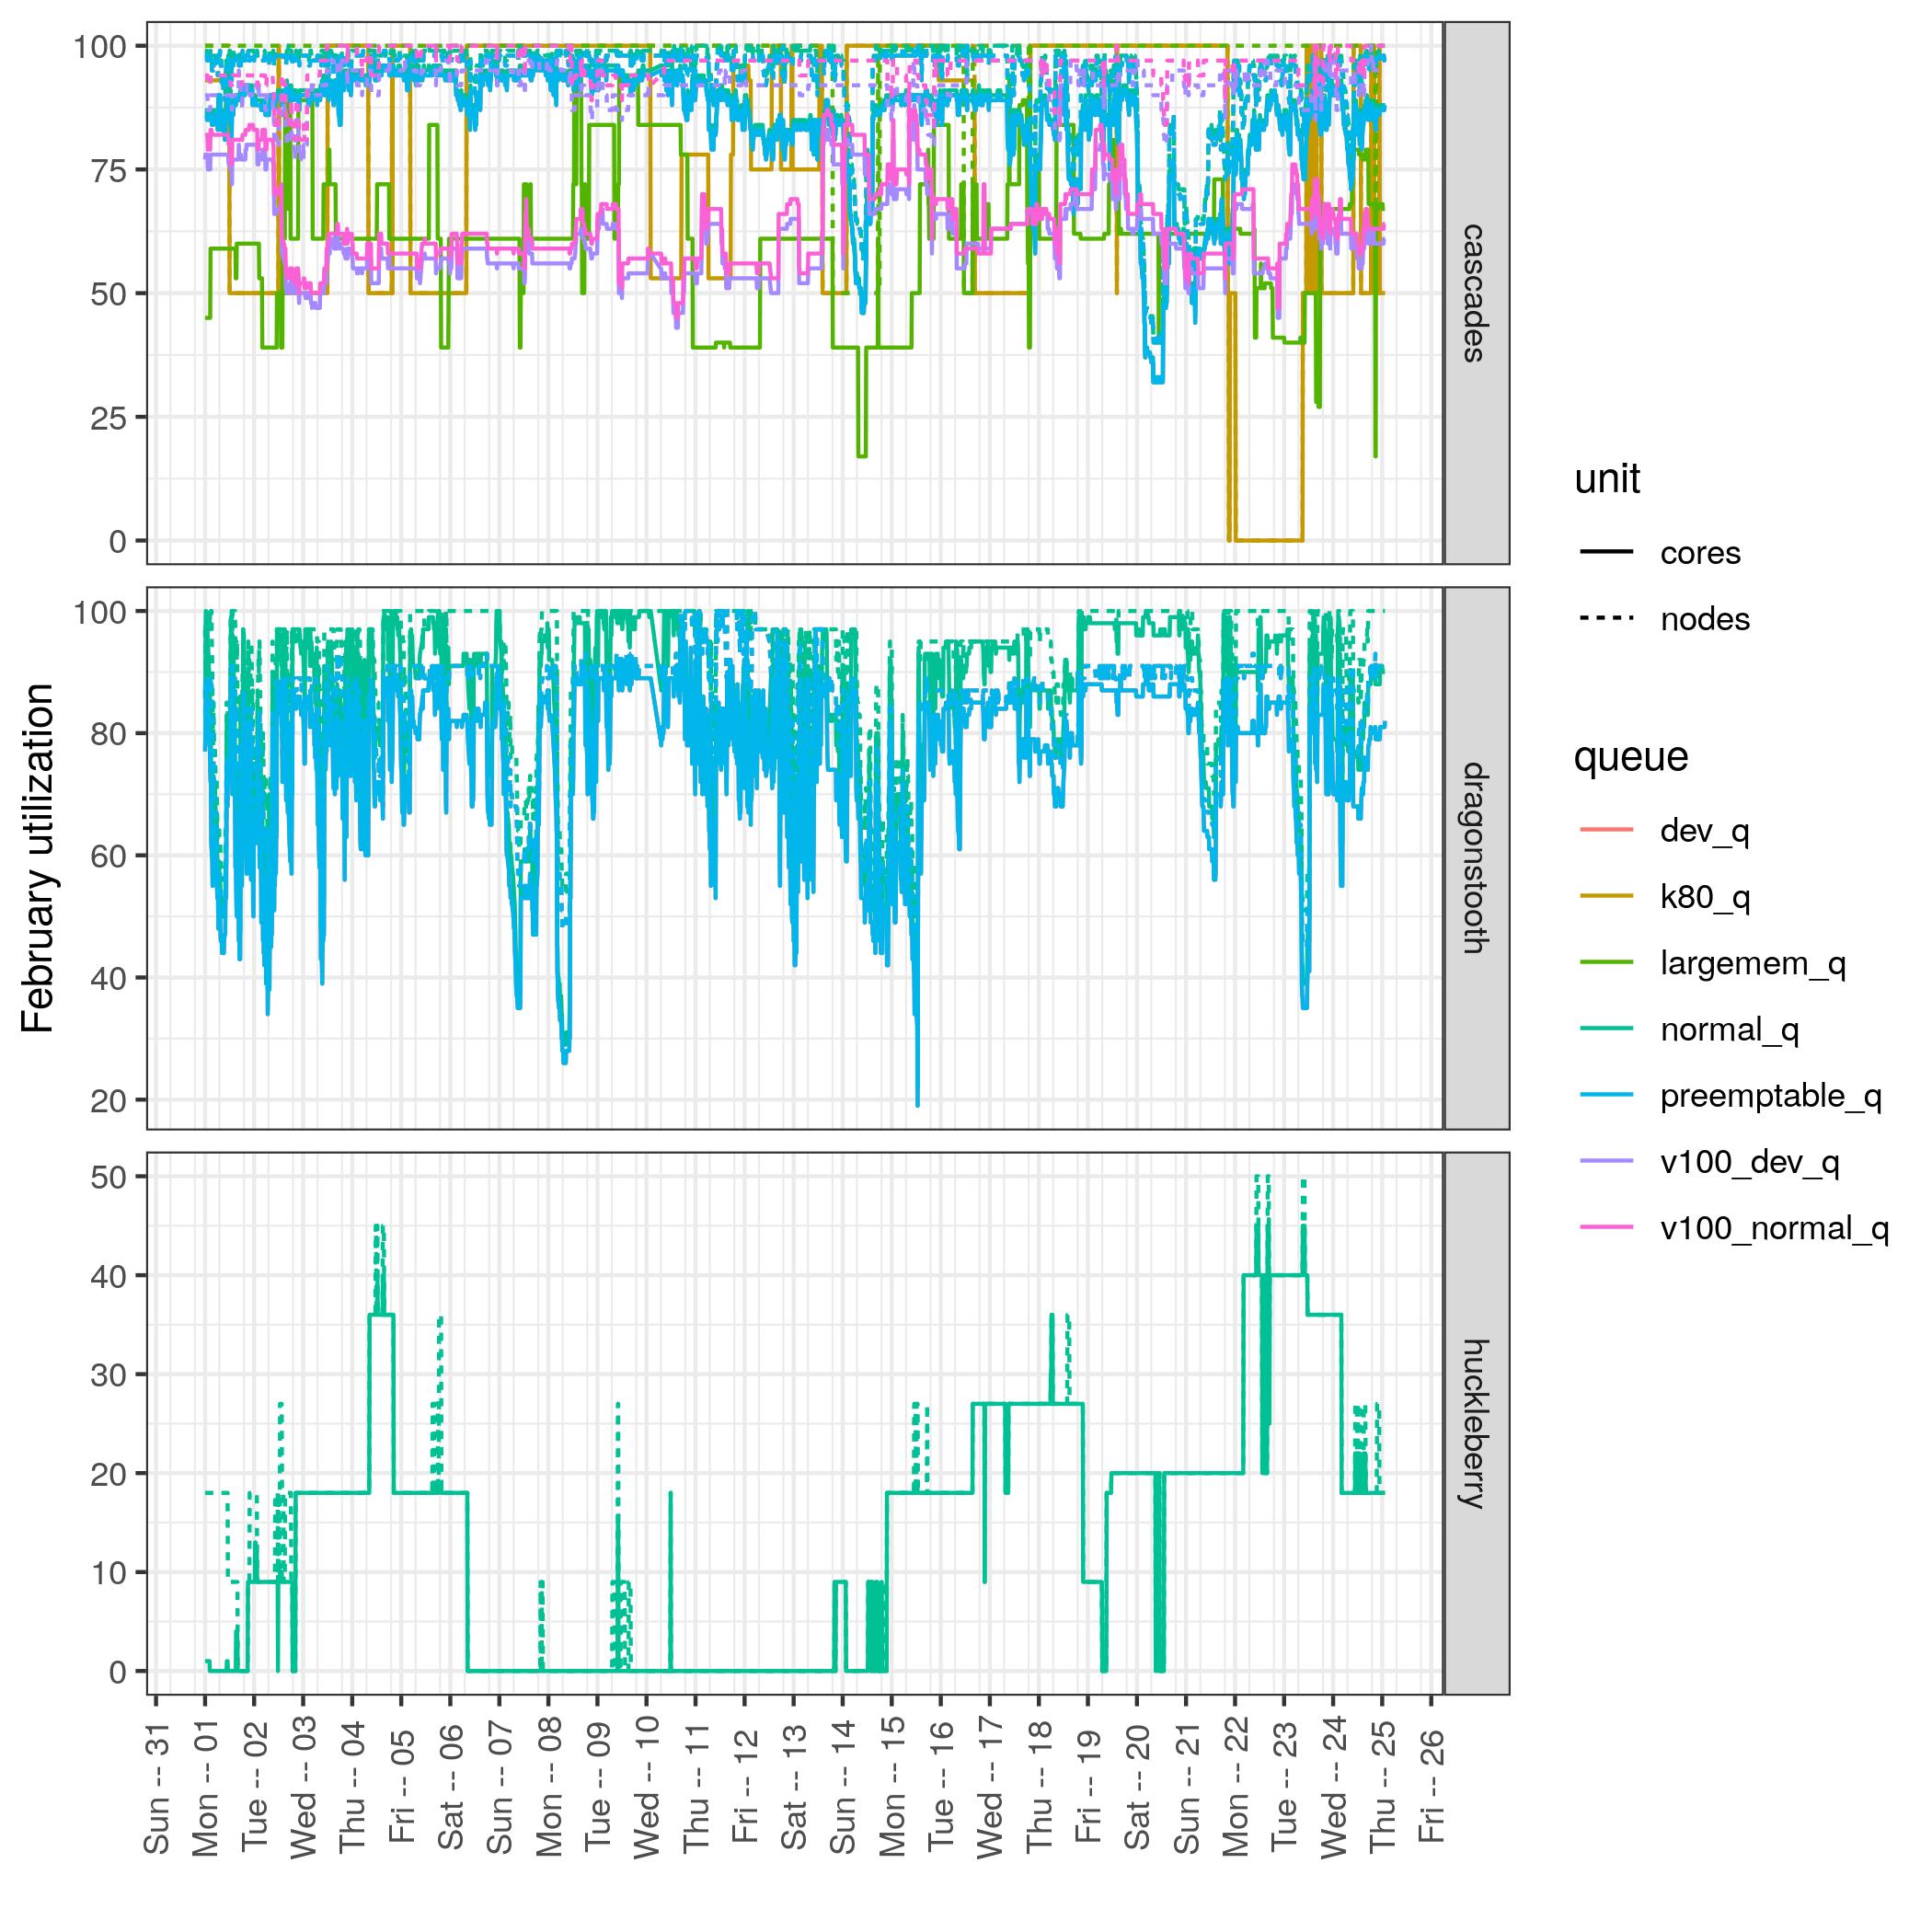 February utilization
100
75
50
25
0
cascades
100
80
60
40
20
dragonstooth
50
40
30
20
10
0
huckleberry
Sun -- 31
Mon -- 01
Tue -- 02
Wed -- 03
Thu -- 04
Fri -- 05
Sat -- 06
Sun -- 07
Mon -- 08
Tue -- 09
Wed -- 10
Thu -- 11
Fri -- 12
Sat -- 13
Sun -- 14
Mon -- 15
Tue -- 16
Wed -- 17
Thu -- 18
Fri -- 19
Sat -- 20
Sun -- 21
Mon -- 22
Tue -- 23
Wed -- 24
Thu -- 25
Fri -- 26
unit
cores
nodes
queue
dev_q
k80_q
largemem_q
normal_q
preemptable_q
v100_dev_q
v100_normal_q